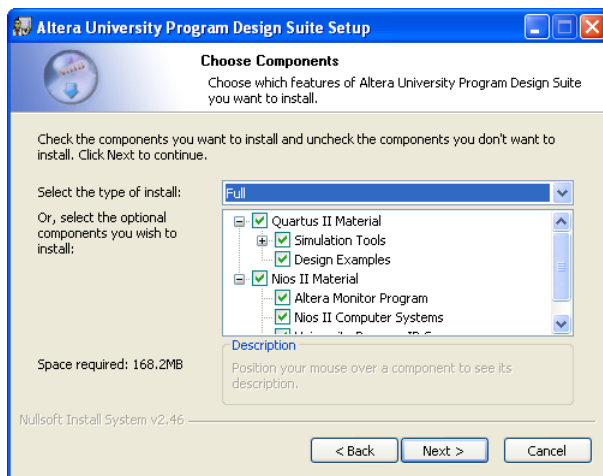 Altera University Program Design Suite Setup
Choose Components
Choose which features of Altera University Program Design Suite
you want to install.
Check the components you want to install and uncheck the components you don't want to
install. Click Next to continue.
Select the type of install:
Full
Or, select the optional
components you wish to
install:
Quartus II Material
Simulation Tools
Design Examples
Nios II Material
Altera Monitor Program
Nios II Computer Systems
Space required: 168.2MB
Description
Position your mouse over a component to see its
description.
Nullsoft Install System v2.46
< Back
Next >
Cancel